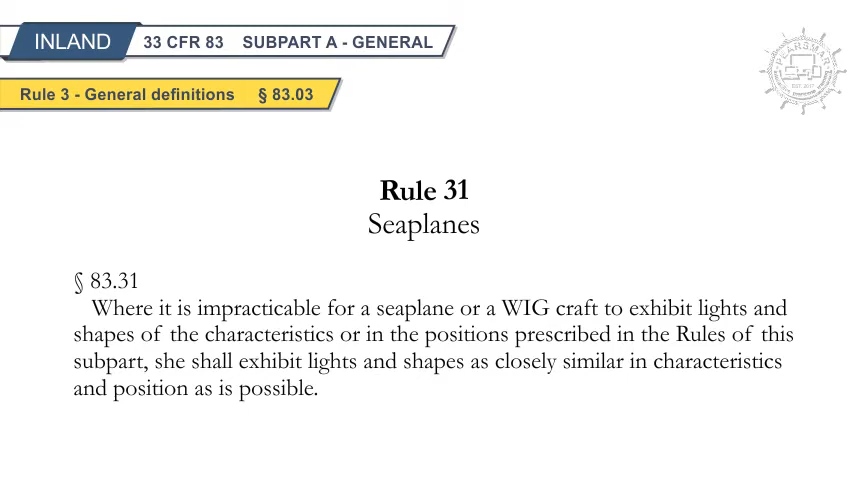 INLAND 33 CFR 83 SUBPART A - GENERAL
PEARSMAR
EST. 2017
Rule 3 - General definitions § 83.03
Rule 31
Seaplanes
§ 83.31
Where it is impracticable for a seaplane or a WIG craft to exhibit lights and
shapes of the characteristics or in the positions prescribed in the Rules of this
subpart, she shall exhibit lights and shapes as closely similar in characteristics
and position as is possible.